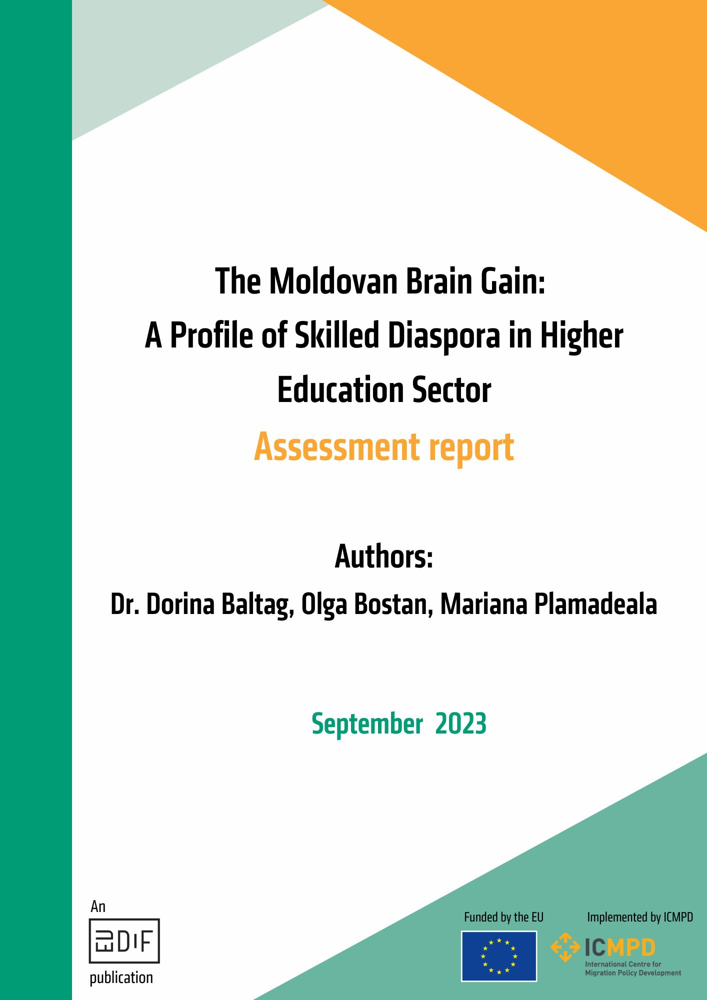 The Moldovan Brain Gain:
A Profile of Skilled Diaspora in Higher
Education Sector
Assessment report
Authors:
Dr. Dorina Baltag, Olga Bostan, Mariana Plamadeala
September 2023
An
EUDiF
publication
Funded by the EU
Implemented by ICMPD
ICMPD
International Centre for
Migration Policy Development